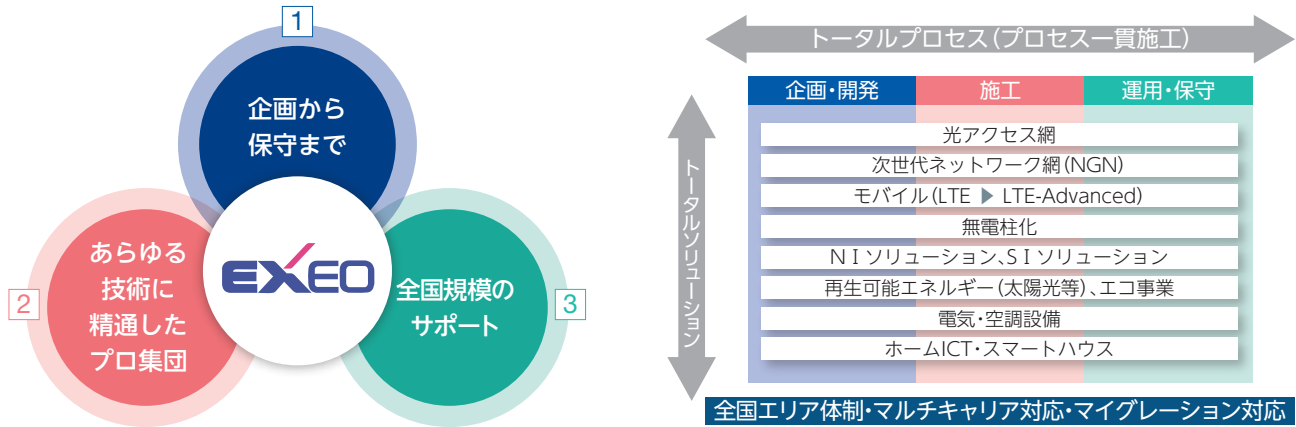 1
企画から
保守まで
2
あらゆる
技術に
精通した
プロ集団
EXEO
全国規模の
サポート
3
トータルプロセス(プロセス一貫施工)
トータルソリューション
企画・開発 施工 運用・保守
光アクセス網
次世代ネットワーク網(NGN)
モバイル(LTE ▶ LTE-Advanced)
無電柱化
NIソリューション、SIソリューション
再生可能エネルギー(太陽光等)、エコ事業
電気・空調設備
ホームICT・スマートハウス
全国エリア体制・マルチキャリア対応・マイグレーション対応